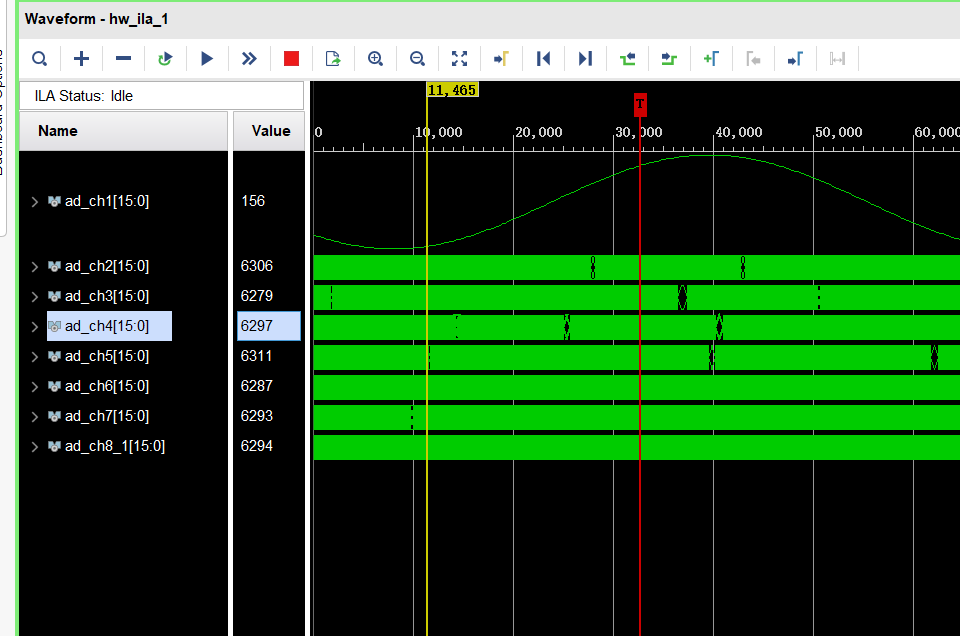 Waveform - hw_ila_1
ILA Status: Idle
Name Value
11,465
T
0 10,000 20,000 30,000 40,000 50,000 60,000
ad_ch1[15:0] 156
ad_ch2[15:0] 6306
ad_ch3[15:0] 6279
ad_ch4[15:0] 6297
ad_ch5[15:0] 6311
ad_ch6[15:0] 6287
ad_ch7[15:0] 6293
ad_ch8_1[15:0] 6294